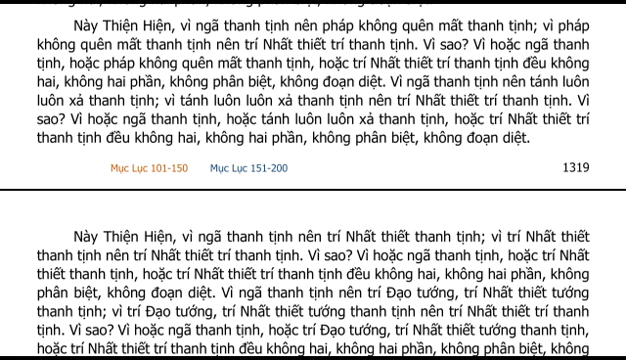 Này Thiện Hiện, vì ngã thanh tịnh nên pháp không quên mất thanh tịnh; vì pháp
không quên mất thanh tịnh nên trí Nhất thiết trí thanh tịnh. Vì sao? Vì hoặc ngã thanh
tịnh, hoặc pháp không quên mất thanh tịnh, hoặc trí Nhất thiết trí thanh tịnh đều không
hai, không hai phần, không phân biệt, không đoạn diệt. Vì ngã thanh tịnh nên tánh luôn
luôn xả thanh tịnh; vì tánh luôn luôn xả thanh tịnh nên trí Nhất thiết trí thanh tịnh. Vì
sao? Vì hoặc ngã thanh tịnh, hoặc tánh luôn luôn xả thanh tịnh, hoặc trí Nhất thiết trí
thanh tịnh đều không hai, không hai phần, không phân biệt, không đoạn diệt.
Mục Lục 101-150 Mục Lục 151-200 1319
Này Thiện Hiện, vì ngã thanh tịnh nên trí Nhất thiết thanh tịnh; vì trí Nhất thiết
thanh tịnh nên trí Nhất thiết trí thanh tịnh. Vì sao? Vì hoặc ngã thanh tịnh, hoặc trí Nhất
thiết thanh tịnh, hoặc trí Nhất thiết trí thanh tịnh đều không hai, không hai phần, không
phân biệt, không đoạn diệt. Vì ngã thanh tịnh nên trí Đạo tướng, trí Nhất thiết tướng
thanh tịnh; vì trí Đạo tướng, trí Nhất thiết tướng thanh tịnh nên trí Nhất thiết trí thanh
tịnh. Vì sao? Vì hoặc ngã thanh tịnh, hoặc trí Đạo tướng, trí Nhất thiết tướng thanh tịnh,
hoặc trí Nhất thiết trí thanh tịnh đều không hai, không hai phần, không phân biệt, không